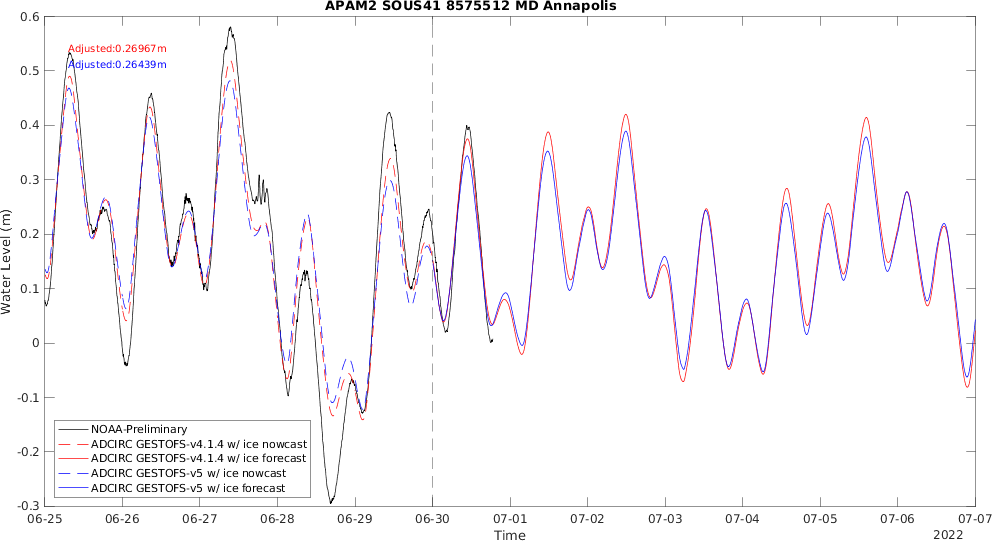 APAM2 SOUS41 8575512 MD Annapolis
0.6
Adjusted:0.26967m
Adjusted:0.26439m
0.5
0.4
0.3
0.2
0.1
0
-0.1
-0.2
-0.3
Water Level (m)
NOAA-Preliminary
ADCIRC GESTOFS-v4.1.4 w/ ice nowcast
ADCIRC GESTOFS-v4.1.4 w/ ice forecast
ADCIRC GESTOFS-v5 w/ ice nowcast
ADCIRC GESTOFS-v5 w/ ice forecast
06-25 06-26 06-27 06-28 06-29 06-30 07-01 07-02 07-03 07-04 07-05 07-06 07-07
Time
2022